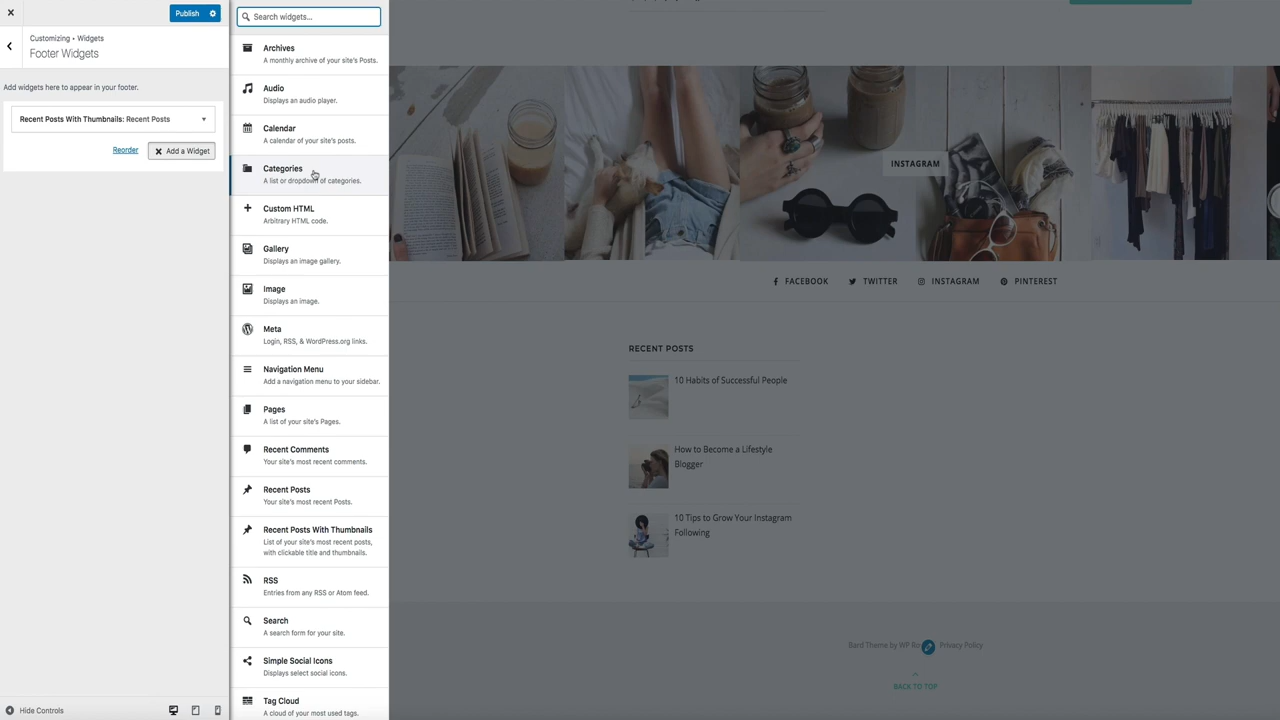 Publish
Customizing • Widgets
Footer Widgets
Add widgets here to appear in your footer.
Recent Posts With Thumbnails: Recent Posts
Reorder
Add a Widget
Hide Controls
Search widgets...
Archives
A monthly archive of your site's Posts.
Audio
Displays an audio player.
Calendar
A calendar of your site's posts.
Categories
A list or dropdown of categories.
Custom HTML
Arbitrary HTML code.
Gallery
Displays an image gallery.
Image
Displays an image.
Meta
Login, RSS, & WordPress.org links.
Navigation Menu
Add a navigation menu to your sidebar.
Pages
A list of your site's Pages.
Recent Comments
Your site's most recent comments.
Recent Posts
Your site's most recent Posts.
Recent Posts With Thumbnails
List of your site's most recent posts,
with clickable title and thumbnails.
RSS
Entries from any RSS or Atom feed.
Search
A search form for your site.
Simple Social Icons
Displays select social icons.
Tag Cloud
A cloud of your most used tags.
INSTAGRAM
FACEBOOK TWITTER INSTAGRAM PINTEREST
RECENT POSTS
10 Habits of Successful People
How to Become a Lifestyle
Blogger
10 Tips to Grow Your Instagram
Following
Bard Theme by WP Ro Privacy Policy
BACK TO TOP